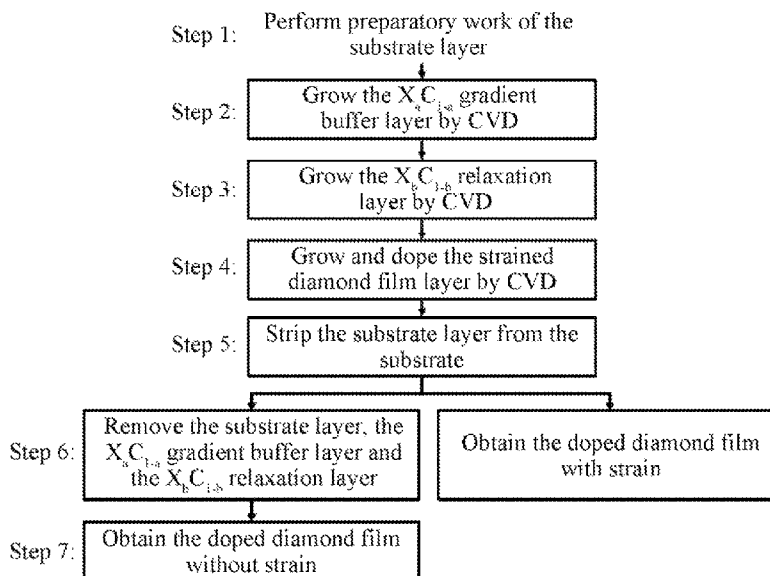 Step 1:
Perform preparatory work of the
substrate layer
Step 2:
Grow the XₐC₁₋ₐ gradient
buffer layer by CVD
Step 3:
Grow the X_bC_{1-b} relaxation
layer by CVD
Step 4:
Grow and dope the strained
diamond film layer by CVD
Step 5:
Strip the substrate layer from the
substrate
Step 6:
Remove the substrate layer, the
XₐC₁₋ₐ gradient buffer layer and
the X_bC_{1-b} relaxation layer
Obtain the doped diamond film
with strain
Step 7:
Obtain the doped diamond film
without strain